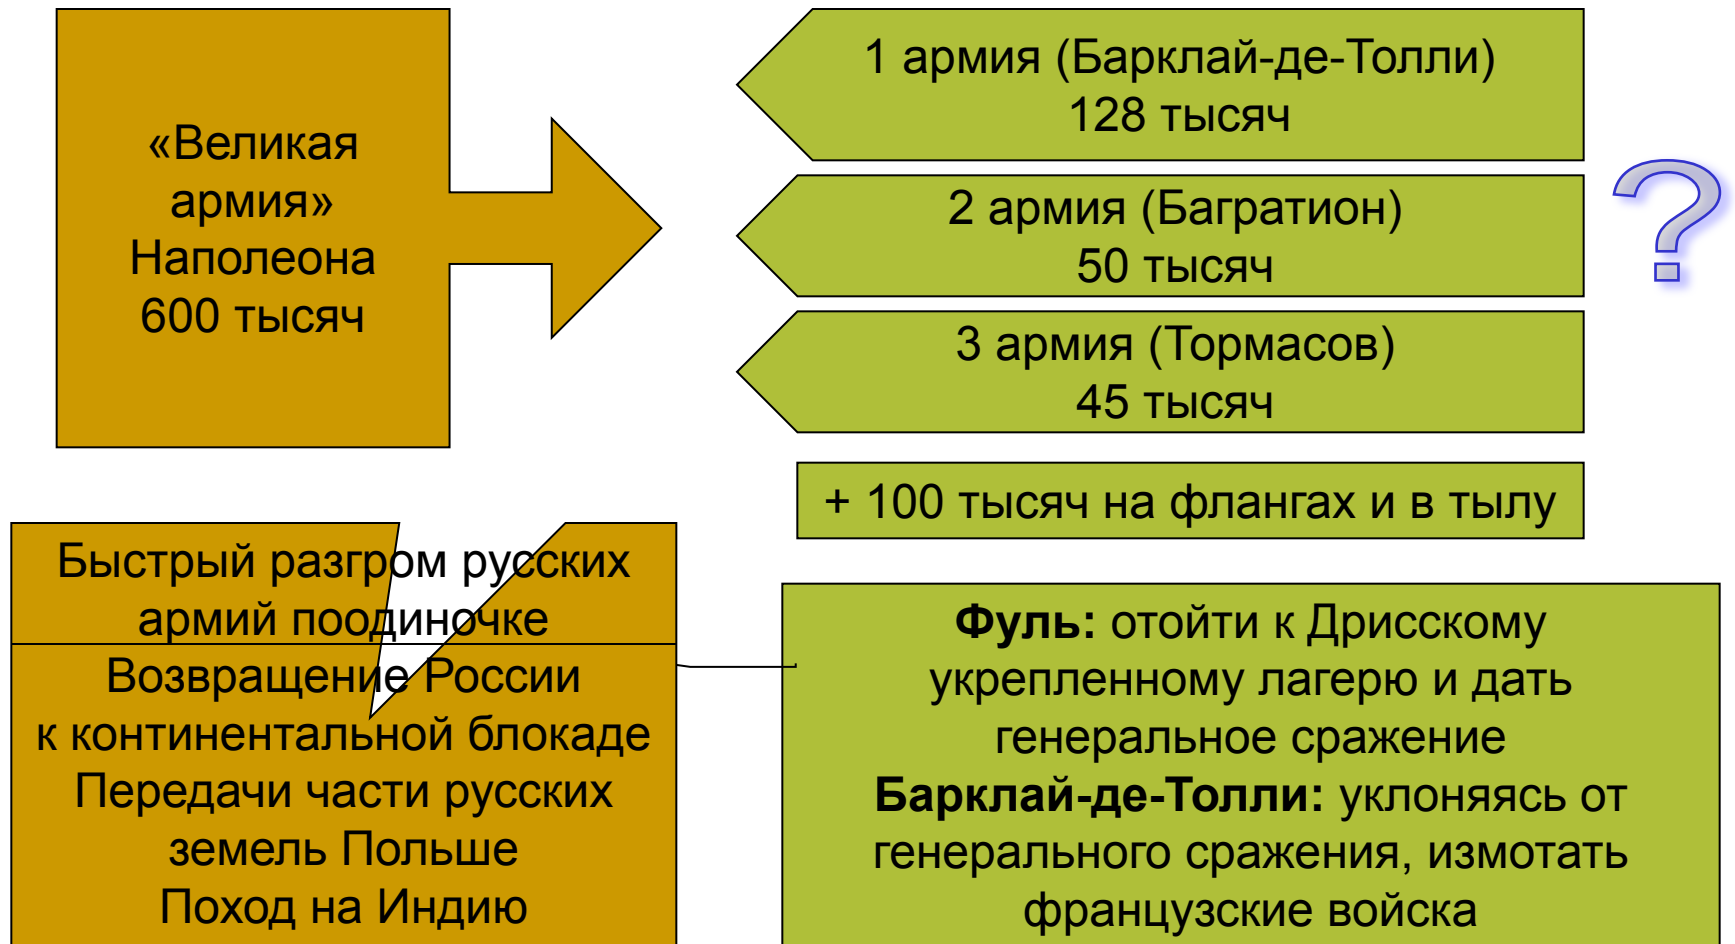 «Великая
армия»
Наполеона
600 тысяч
1 армия (Барклай-де-Толли)
128 тысяч
2 армия (Багратион)
50 тысяч
3 армия (Тормасов)
45 тысяч
+ 100 тысяч на флангах и в тылу
?
Быстрый разгром русских
армий поодиночке
Возвращение России
к континентальной блокаде
Передачи части русских
земель Польше
Поход на Индию
Фуль: отойти к Дрисскому
укрепленному лагерю и дать
генеральное сражение
Барклай-де-Толли: уклоняясь от
генерального сражения, измотать
французские войска